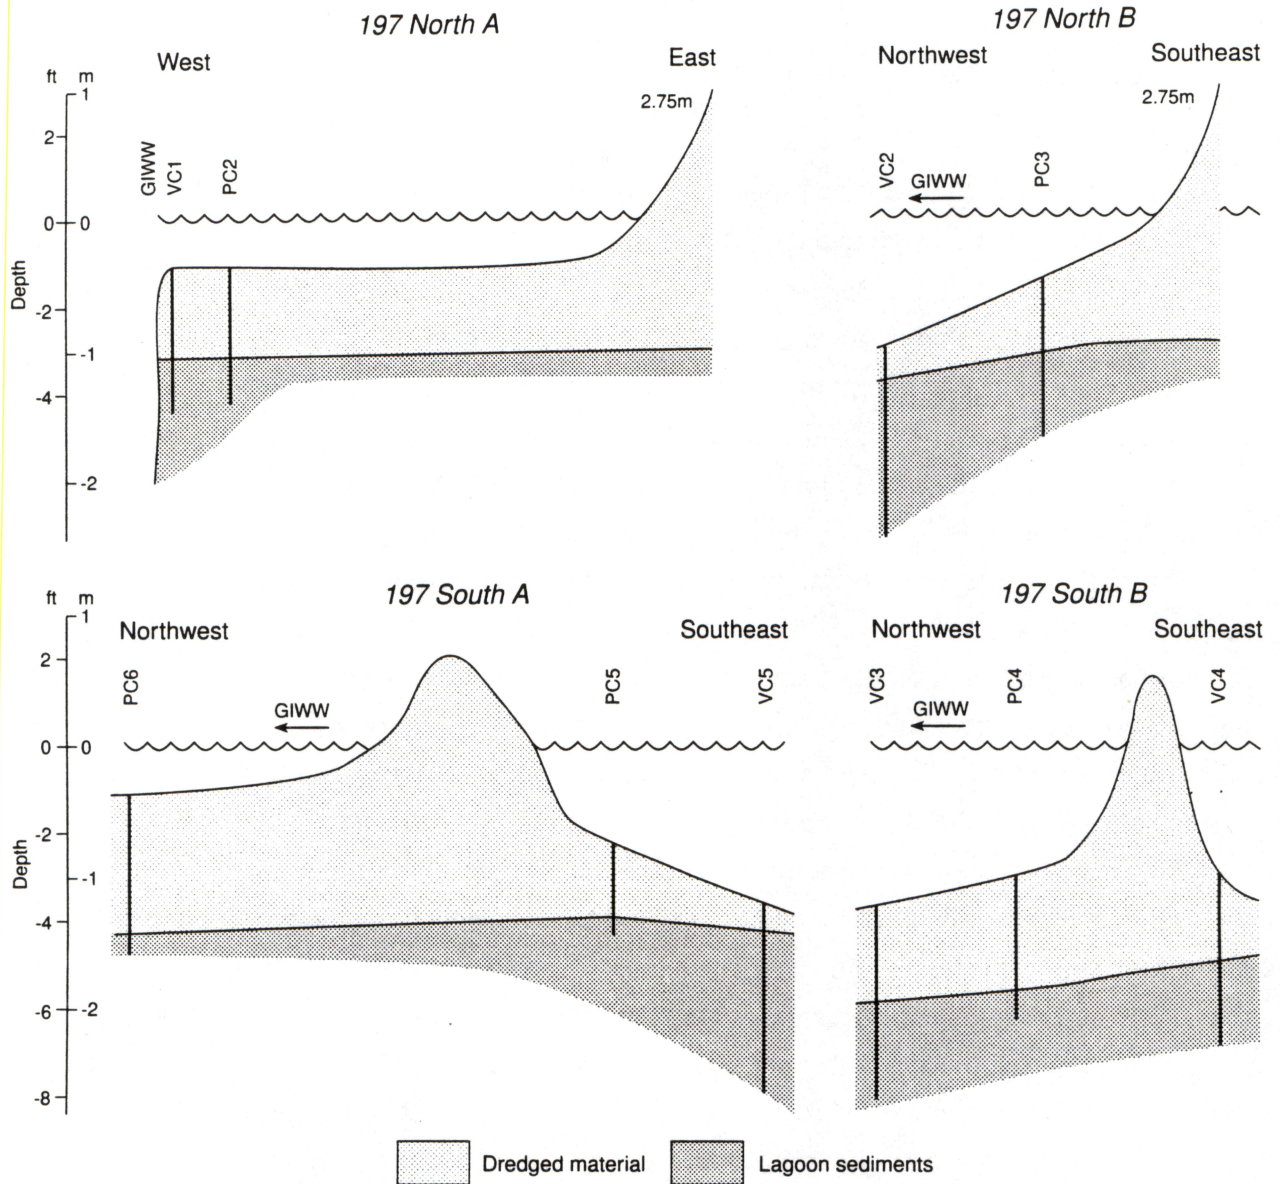 197 North A
West
East
ft m
1
2
0 0
-2
-1
-4
-2
Depth
GIWW
VC1
PC2
2.75m
197 North B
Northwest
Southeast
2.75m
VC2
GIWW
PC3
197 South A
Northwest
Southeast
ft m
1
2
0 0
-2
-1
-4
-6 -2
-8
Depth
PC6
GIWW
PC5
VC5
197 South B
Northwest
Southeast
VC3
GIWW
PC4
VC4
Dredged material
Lagoon sediments